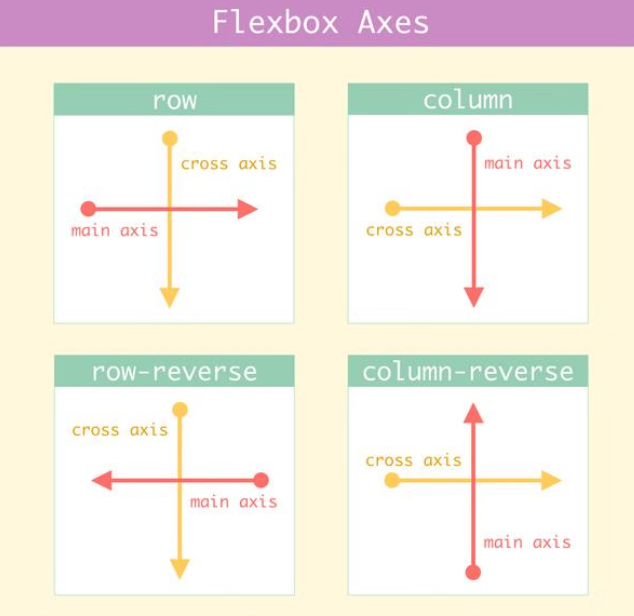 Flexbox Axes
row
cross axis
main axis
column
main axis
cross axis
row-reverse
cross axis
main axis
column-reverse
cross axis
main axis